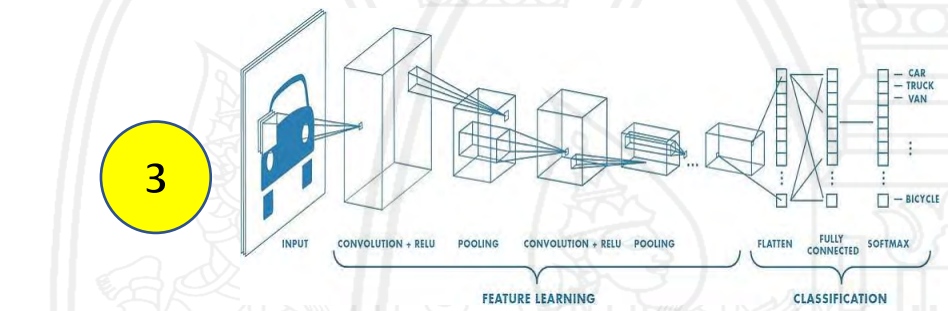 3
CAR
TRUCK
VAN
BICYCLE
INPUT
CONVOLUTION + RELU
POOLING
CONVOLUTION + RELU
POOLING
FLATTEN
FULLY
CONNECTED
SOFTMAX
FEATURE LEARNING
CLASSIFICATION